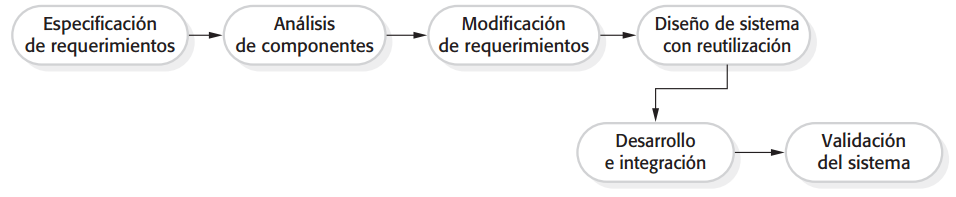 Especificación
de requerimientos
Análisis
de componentes
Modificación
de requerimientos
Diseño de sistema
con reutilización
Desarrollo
e integración
Validación
del sistema